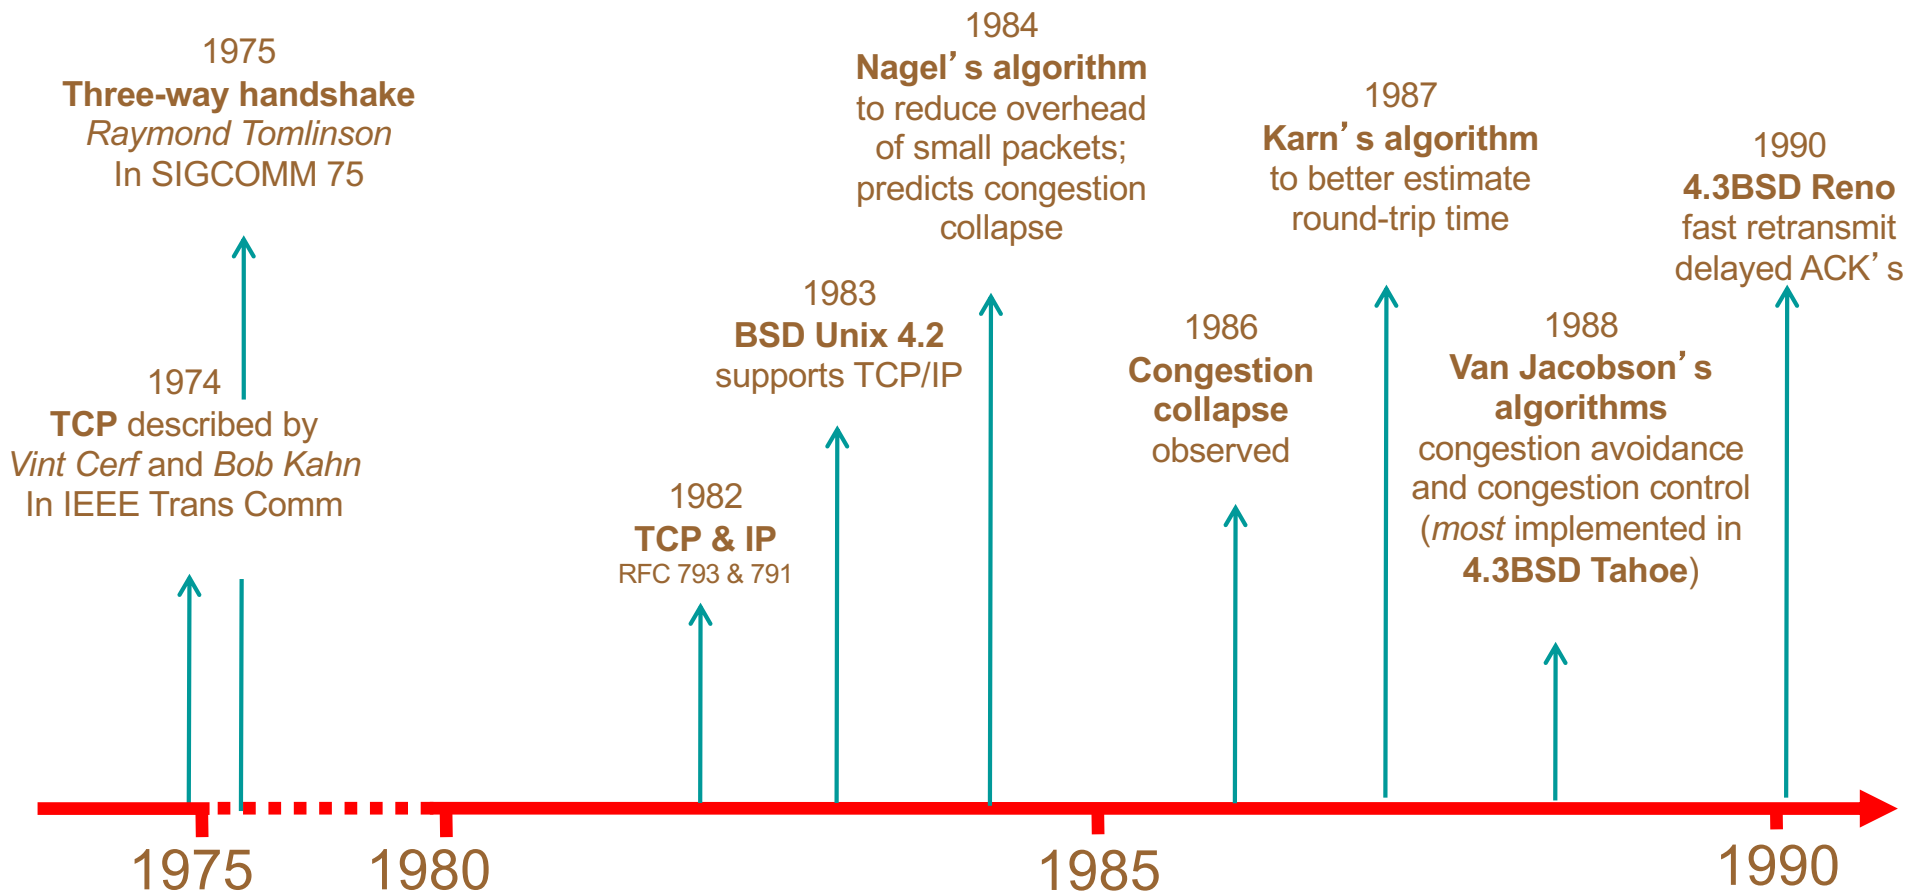 1975
Three-way handshake
Raymond Tomlinson
In SIGCOMM 75
1974
TCP described by
Vint Cerf and Bob Kahn
In IEEE Trans Comm
1982
TCP & IP
RFC 793 & 791
1983
BSD Unix 4.2
supports TCP/IP
1984
Nagel’s algorithm
to reduce overhead
of small packets;
predicts congestion
collapse
1986
Congestion
collapse
observed
1987
Karn’s algorithm
to better estimate
round-trip time
1988
Van Jacobson’s
algorithms
congestion avoidance
and congestion control
(most implemented in
4.3BSD Tahoe)
1990
4.3BSD Reno
fast retransmit
delayed ACK’s
1975
1980
1985
1990